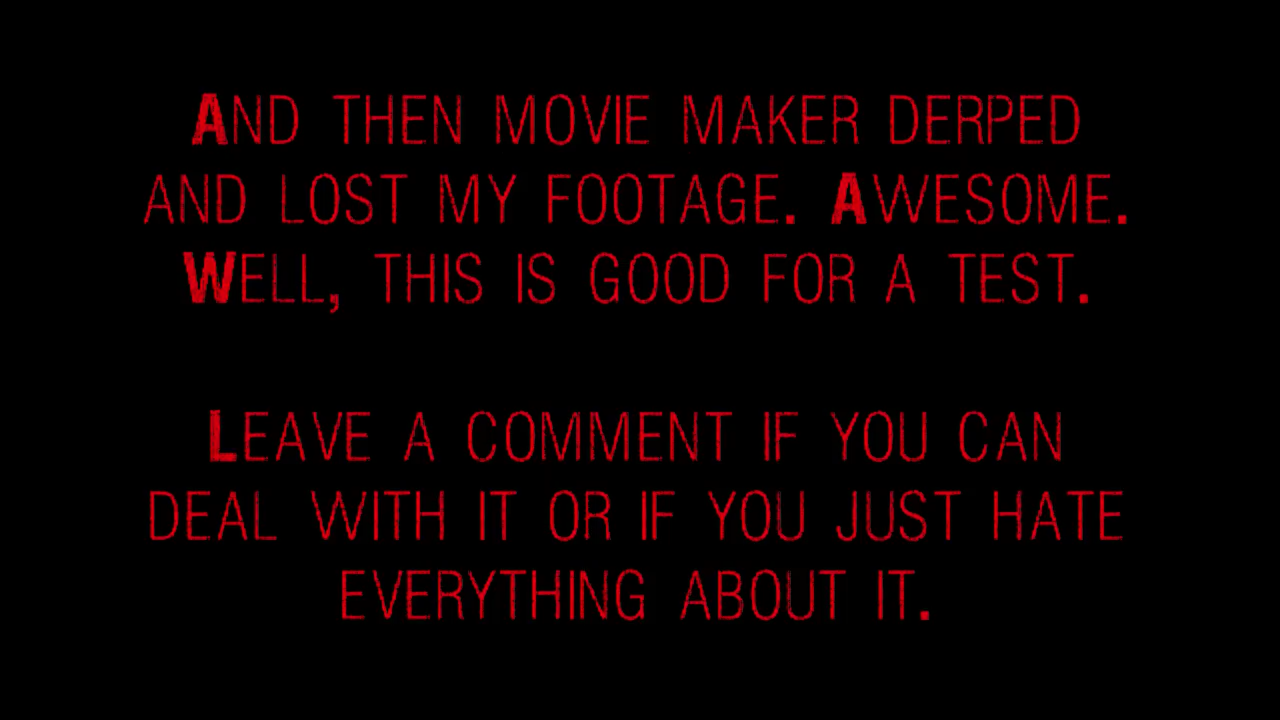 And then Movie Maker derped
and lost my footage. Awesome.
Well, this is good for a test.
Leave a comment if you can
deal with it or if you just hate
everything about it.